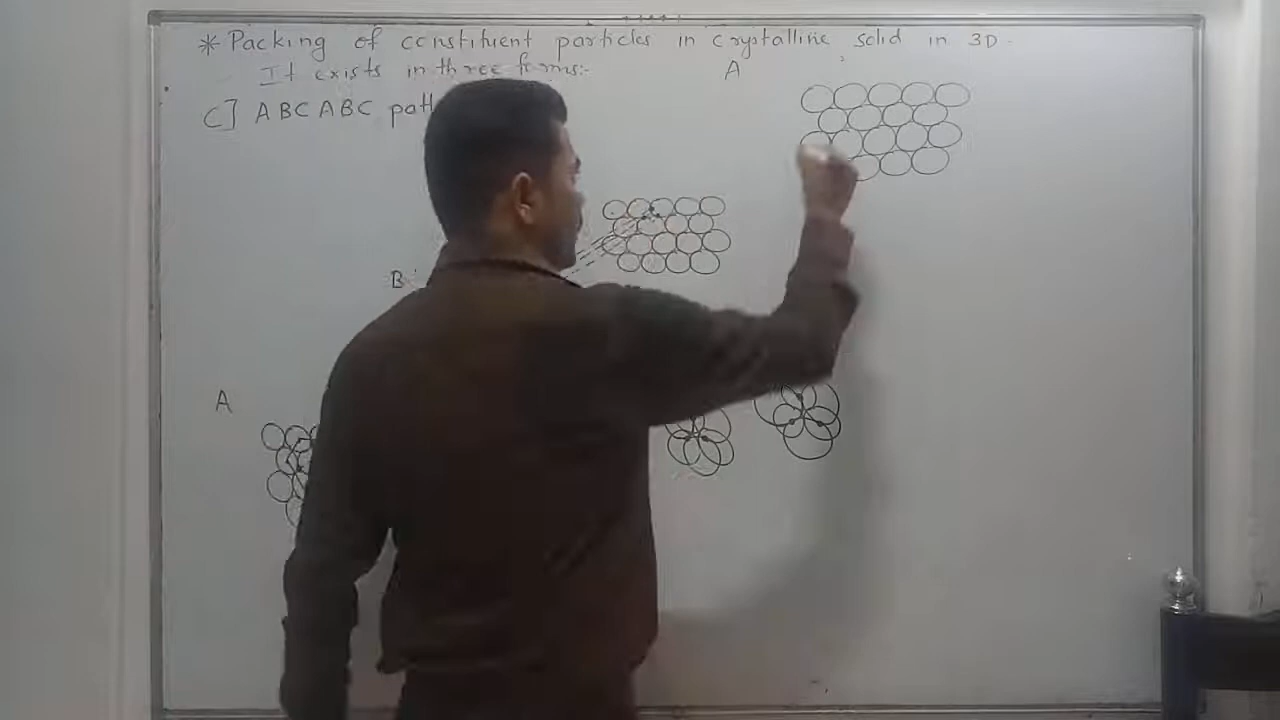 * Packing of constituent particles in crystalline solid in 3D.
It exists in three forms:-
A
C] ABCABC
B
A